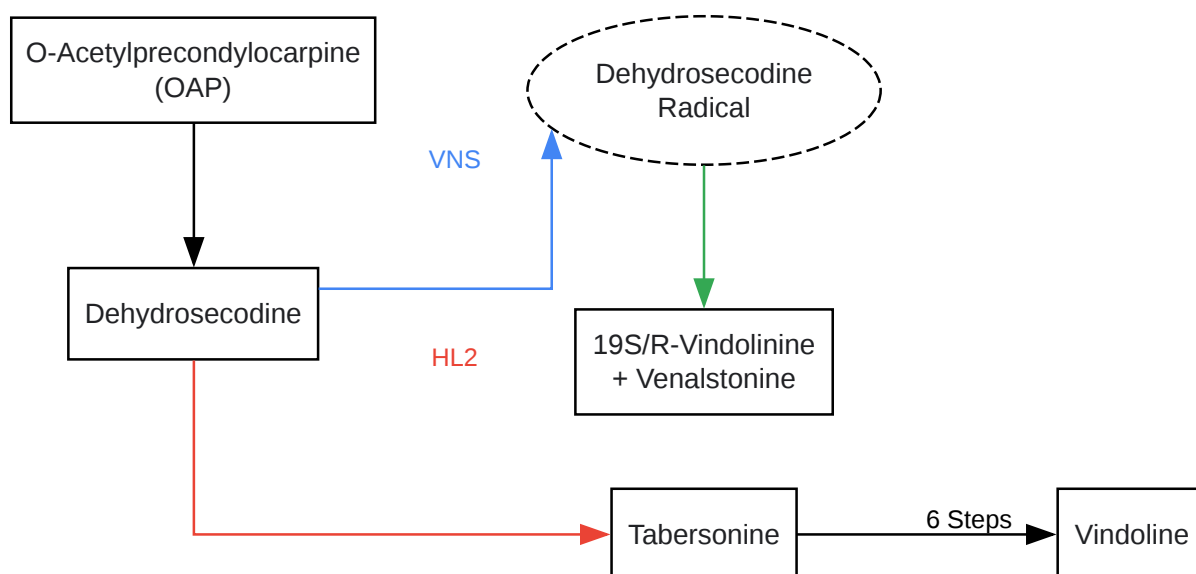 O-Acetylprecondylocarpine
(OAP)
Dehydrosecodine
Radical
VNS
Dehydrosecodine
HL2
19S/R-Vindolinine
+ Venalstonine
Tabersonine
6 Steps
Vindoline